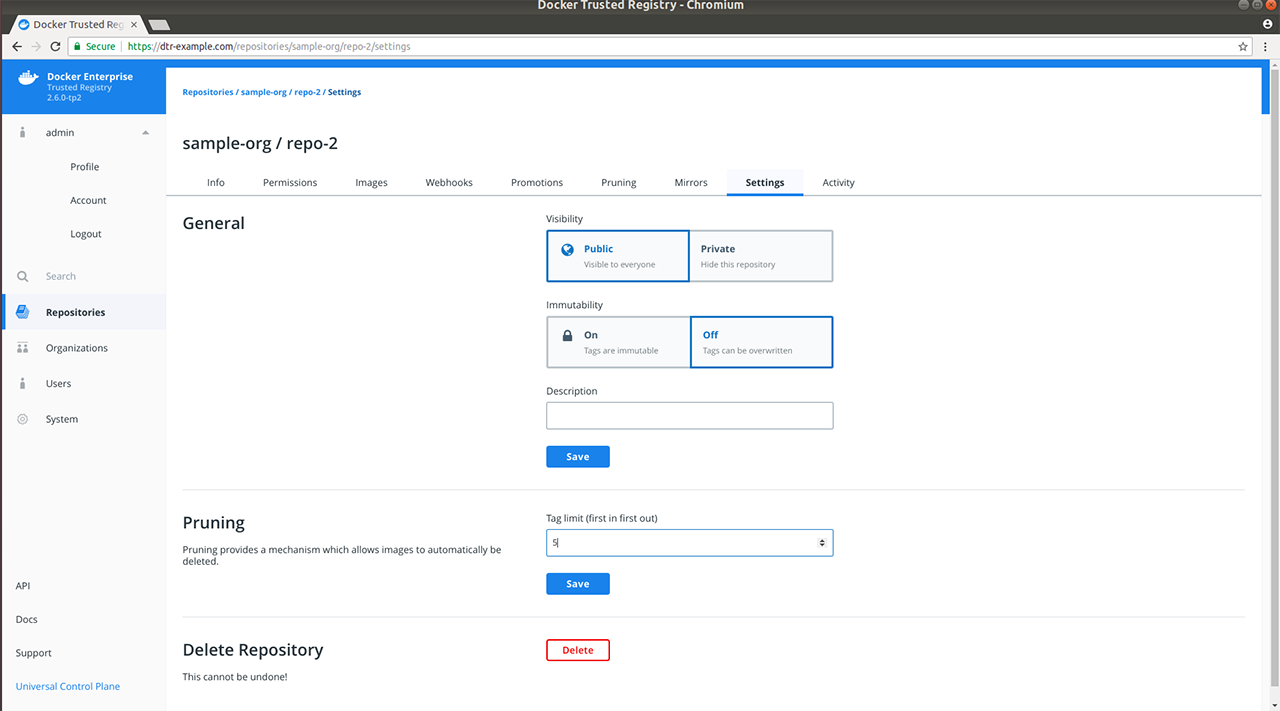 Docker Trusted Registry - Chromium
Docker Trusted Reg
Secure
https://dtr-example.com/repositories/sample-org/repo-2/settings
Docker Enterprise
Trusted Registry
2.6.0-tp2
admin
Profile
Account
Logout
Search
Repositories
Organizations
Users
System
API
Docs
Support
Universal Control Plane
Repositories / sample-org / repo-2 / Settings
sample-org / repo-2
Info Permissions Images Webhooks Promotions Pruning Mirrors Settings Activity
General
Visibility
Public
Visible to everyone
Private
Hide this repository
Immutability
On
Tags are immutable
Off
Tags can be overwritten
Description
Save
Pruning
Pruning provides a mechanism which allows images to automatically be
deleted.
Tag limit (first in first out)
5
Save
Delete Repository
This cannot be undone!
Delete